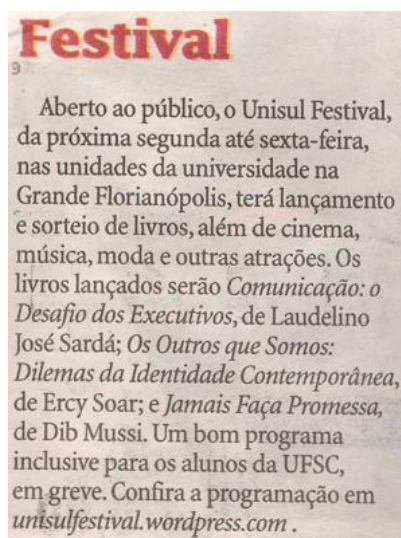 Festival
9
Aberto ao público, o Unisul Festival,
da próxima segunda até sexta-feira,
nas unidades da universidade na
Grande Florianópolis, terá lançamento
e sorteio de livros, além de cinema,
música, moda e outras atrações. Os
livros lançados serão Comunicação: o
Desafio dos Executivos, de Laudelino
José Sardá; Os Outros que Somos:
Dilemas da Identidade Contemporânea,
de Ercy Soar; e Jamais Faça Promessa,
de Dib Mussi. Um bom programa
inclusive para os alunos da UFSC,
em greve. Confira a programação em
unisulfestival.wordpress.com .